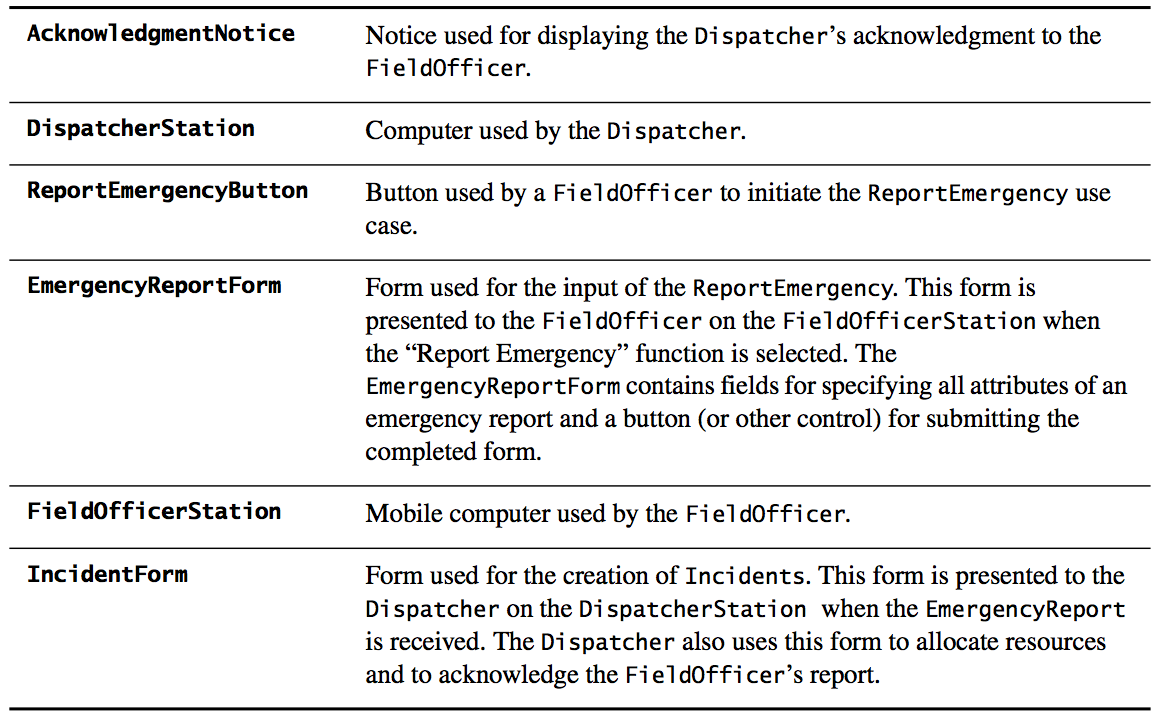 AcknowledgmentNotice Notice used for displaying the Dispatcher’s acknowledgment to the
FieldOfficer.
DispatcherStation Computer used by the Dispatcher.
ReportEmergencyButton Button used by a FieldOfficer to initiate the ReportEmergency use
case.
EmergencyReportForm Form used for the input of the ReportEmergency. This form is
presented to the FieldOfficer on the FieldOfficerStation when
the “Report Emergency” function is selected. The
EmergencyReportForm contains fields for specifying all attributes of an
emergency report and a button (or other control) for submitting the
completed form.
FieldOfficerStation Mobile computer used by the FieldOfficer.
IncidentForm Form used for the creation of Incidents. This form is presented to the
Dispatcher on the DispatcherStation when the EmergencyReport
is received. The Dispatcher also uses this form to allocate resources
and to acknowledge the FieldOfficer’s report.